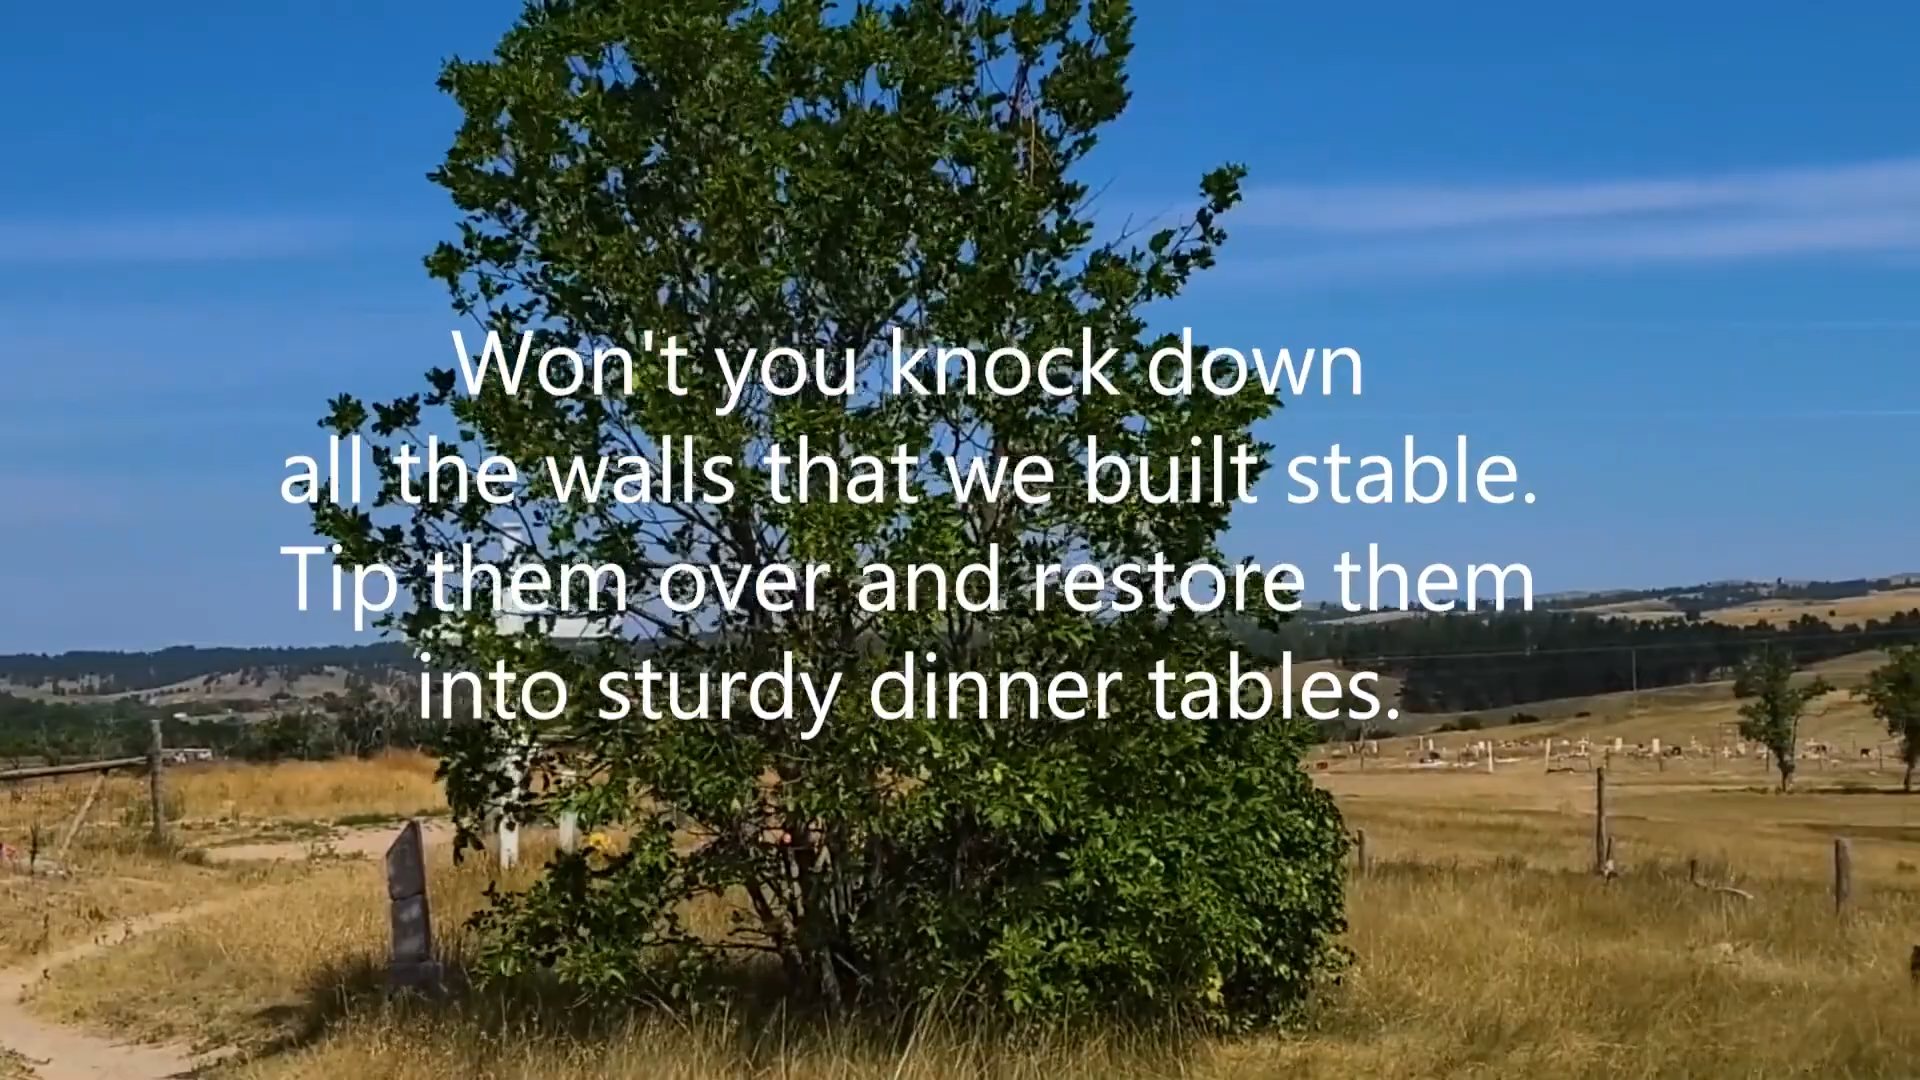 Won't you knock down
all the walls that we built stable.
Tip them over and restore them
into sturdy dinner tables.